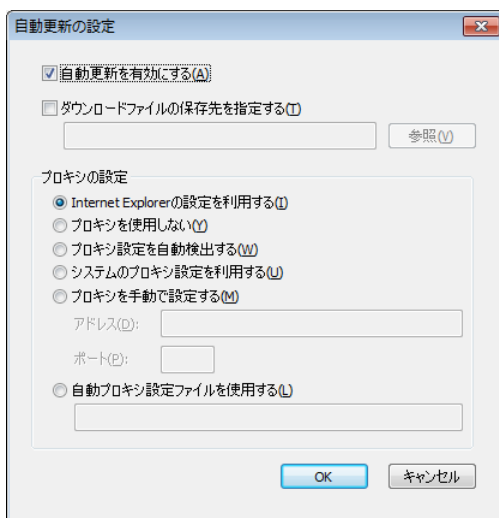 自動更新の設定
自動更新を有効にする(A)
ダウンロードファイルの保存先を指定する(T)
参照(V)
プロキシの設定
Internet Explorerの設定を利用する(I)
プロキシを使用しない(Y)
プロキシ設定を自動検出する(W)
システムのプロキシ設定を利用する(U)
プロキシを手動で設定する(M)
アドレス(D):
ポート(P):
自動プロキシ設定ファイルを使用する(L)
OK
キャンセル